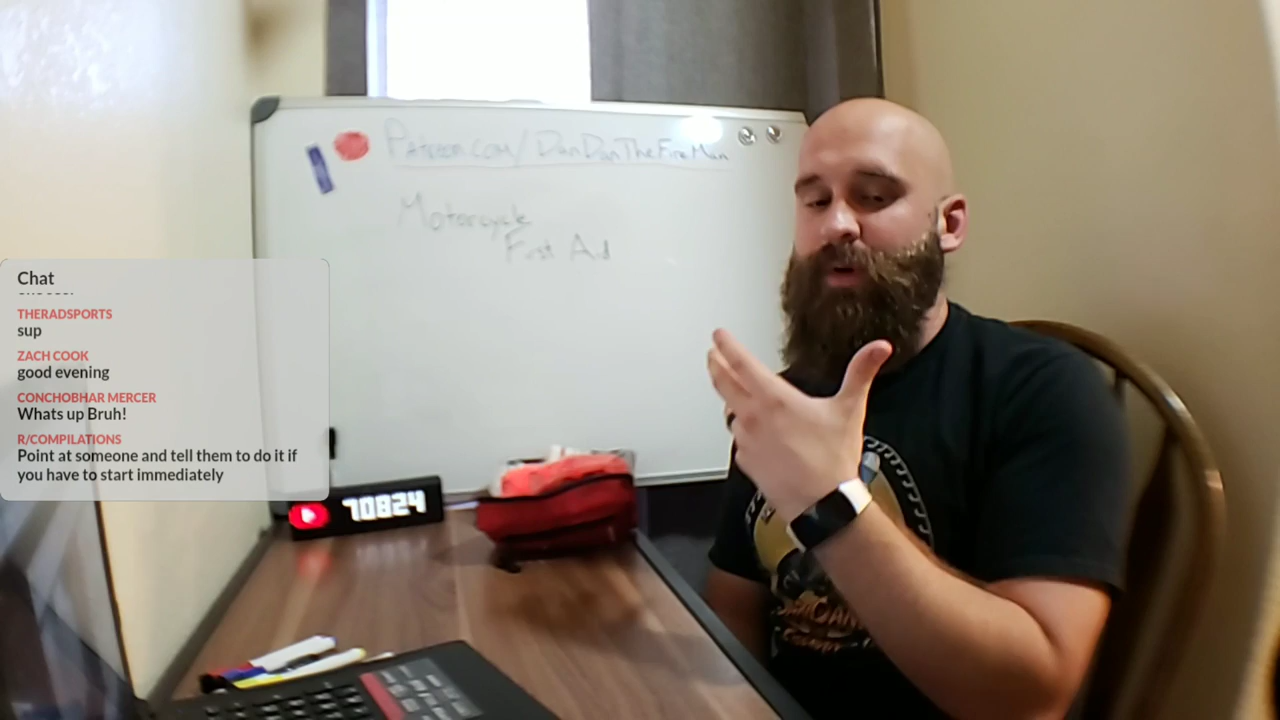 Patreon.com/DanDanTheFireMan
Motorcycle
First Aid
Chat
THERADSPORTS
sup
ZACH COOK
good evening
CONCHOBHAR MERCER
Whats up Bruh!
R/COMPILATIONS
Point at someone and tell them to do it if
you have to start immediately
70824